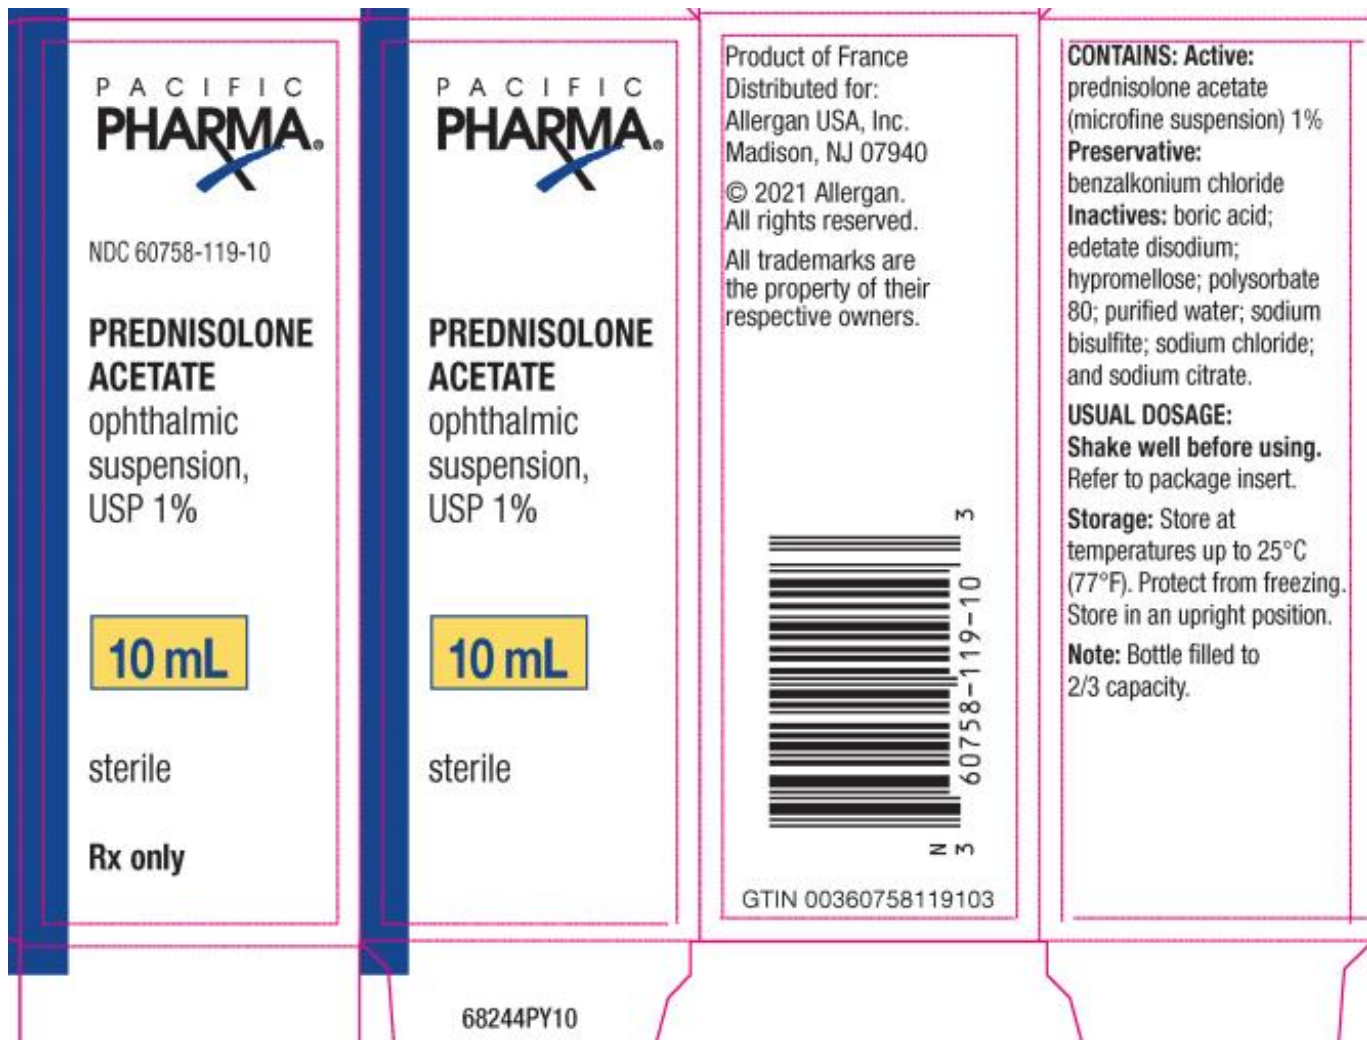 PACIFIC
PHARMA®
NDC 60758-119-10
PREDNISOLONE
ACETATE
ophthalmic
suspension,
USP 1%
10 mL
sterile
Rx only
PACIFIC
PHARMA®
PREDNISOLONE
ACETATE
ophthalmic
suspension,
USP 1%
10 mL
sterile
68244PY10
Product of France
Distributed for:
Allergan USA, Inc.
Madison, NJ 07940
© 2021 Allergan.
All rights reserved.
All trademarks are
the property of their
respective owners.
N
3
60758-119-10
3
GTIN 00360758119103
CONTAINS: Active:
prednisolone acetate
(microfine suspension) 1%
Preservative:
benzalkonium chloride
Inactives: boric acid;
edetate disodium;
hypromellose; polysorbate
80; purified water; sodium
bisulfite; sodium chloride;
and sodium citrate.
USUAL DOSAGE:
Shake well before using.
Refer to package insert.
Storage: Store at
temperatures up to 25°C
(77°F). Protect from freezing.
Store in an upright position.
Note: Bottle filled to
2/3 capacity.